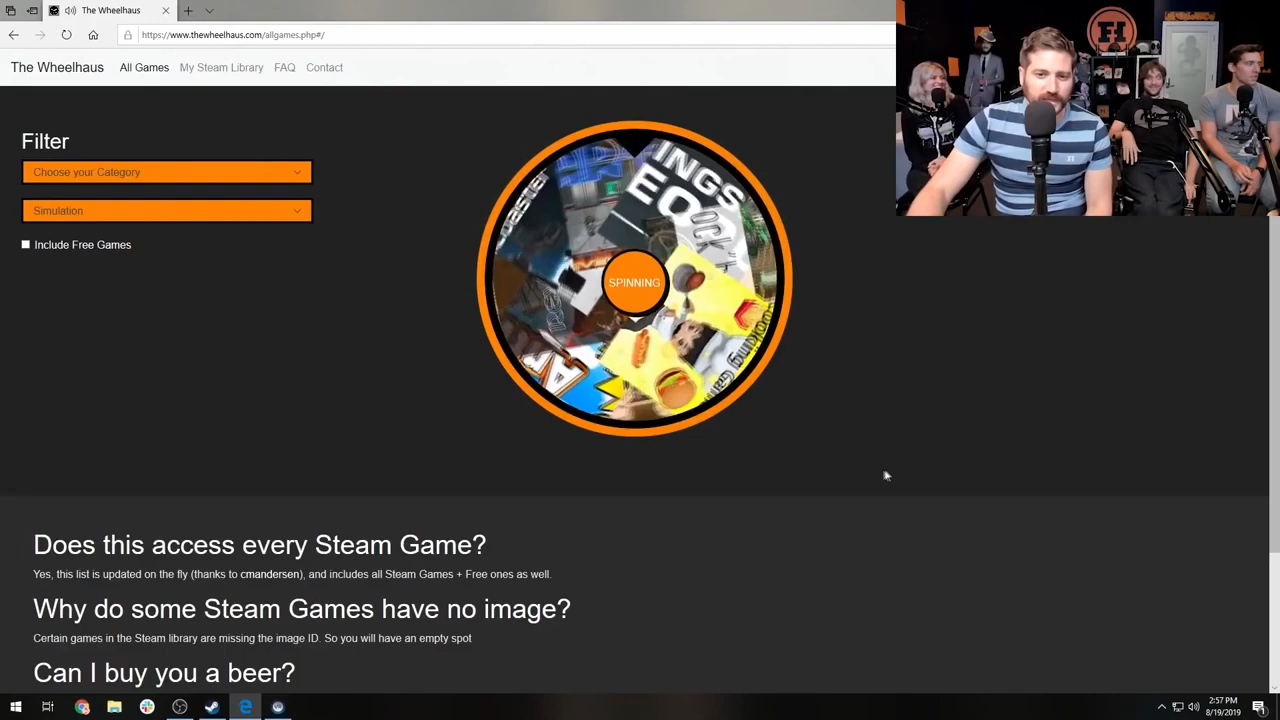 The Wheelhaus
https://www.thewheelhaus.com/allgames.php#/
The Wheelhaus
All Games
My Steam Library
FAQ
Contact
Filter
Choose your Category
Simulation
Include Free Games
INGS
SPINNING
Does this access every Steam Game?
Yes, this list is updated on the fly (thanks to cmandersen), and includes all Steam Games + Free ones as well.
Why do some Steam Games have no image?
Certain games in the Steam library are missing the image ID. So you will have an empty spot
Can I buy you a beer?
2:57 PM
8/19/2019